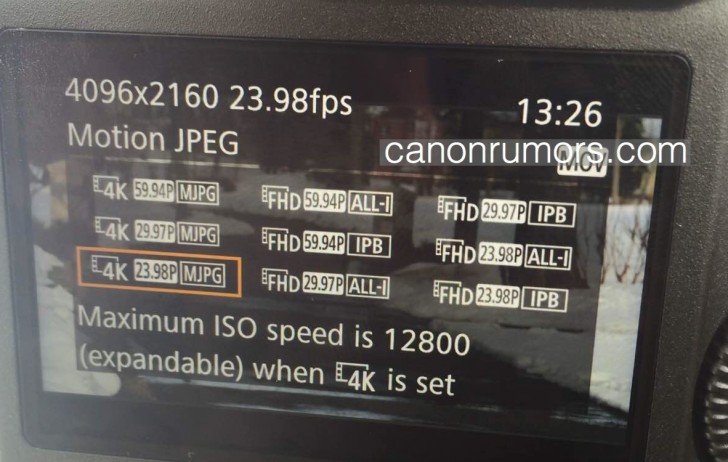 4096x2160 23.98fps 13:26
Motion JPEG
canonrumors.com
MOV
4K 59.94P MJPG FHD 59.94P ALL-I FHD 29.97P IPB
4K 29.97P MJPG FHD 59.94P IPB FHD 23.98P ALL-I
4K 23.98P MJPG FHD 29.97P ALL-I FHD 23.98P IPB
Maximum ISO speed is 12800
(expandable) when 4K is set